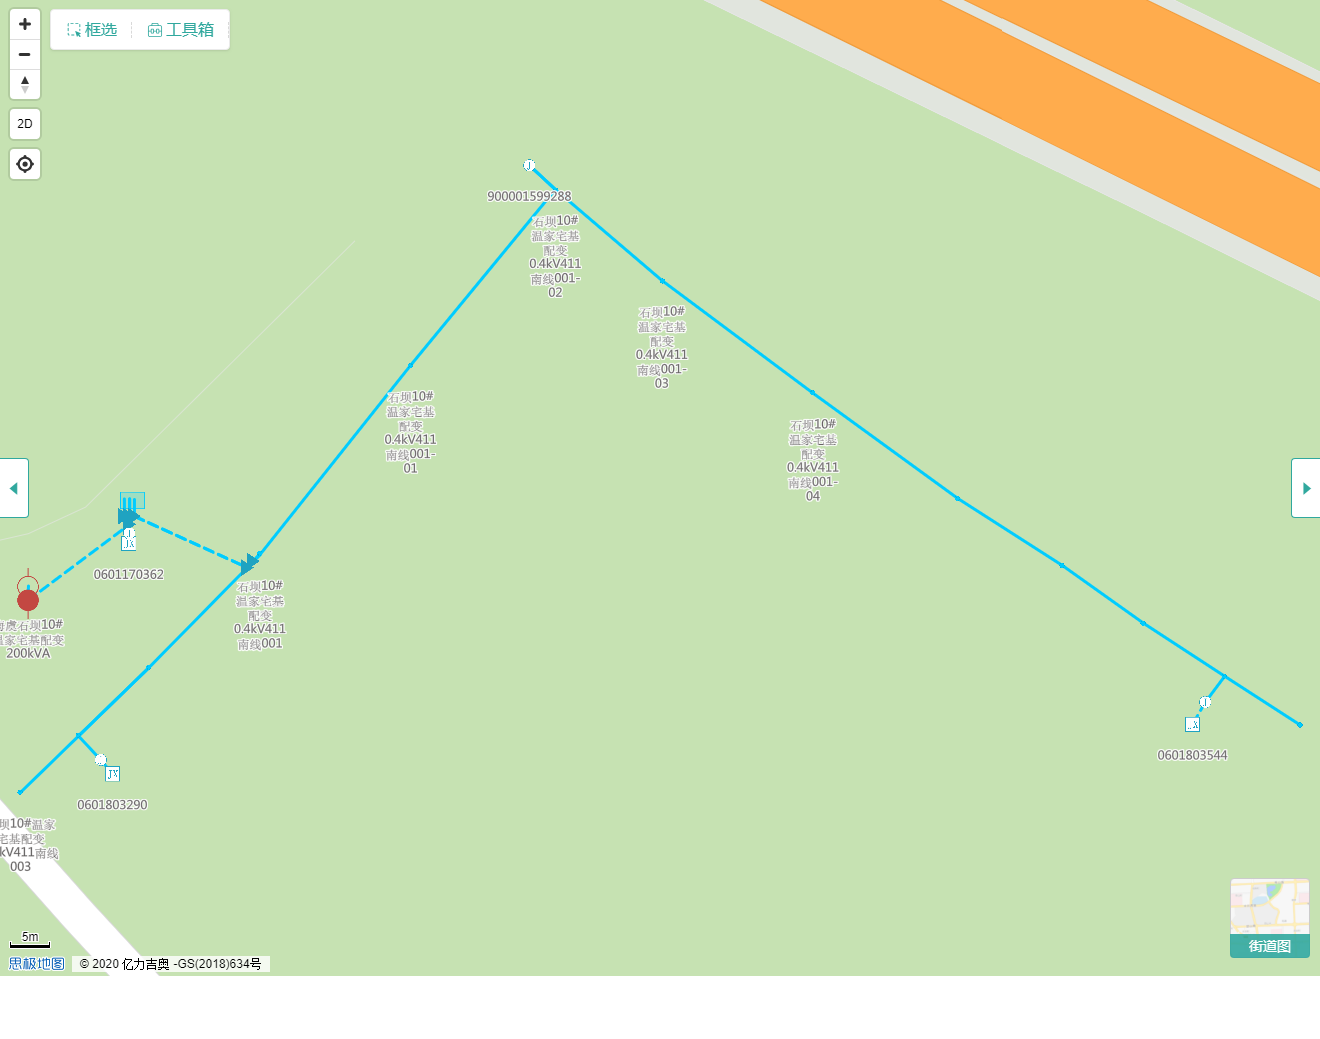 框选
工具箱
2D
J
900001599288
石坝10#
温家宅基
配变
0.4kV411
南线001-
02
石坝10#
温家宅基
配变
0.4kV411
南线001-
03
石坝10#
温家宅基
配变
0.4kV411
南线001-
01
石坝10#
温家宅基
配变
0.4kV411
南线001-
04
JX
0601170362
石坝10#
温家宅基
配变
0.4kV411
南线001
石坝10#
温家宅基配变
200kVA
0601803544
JX
0601803290
坝10#温家
宅基配变
kV411南线
003
5m
思极地图
© 2020 亿力吉奥 -GS(2018)634号
街道图